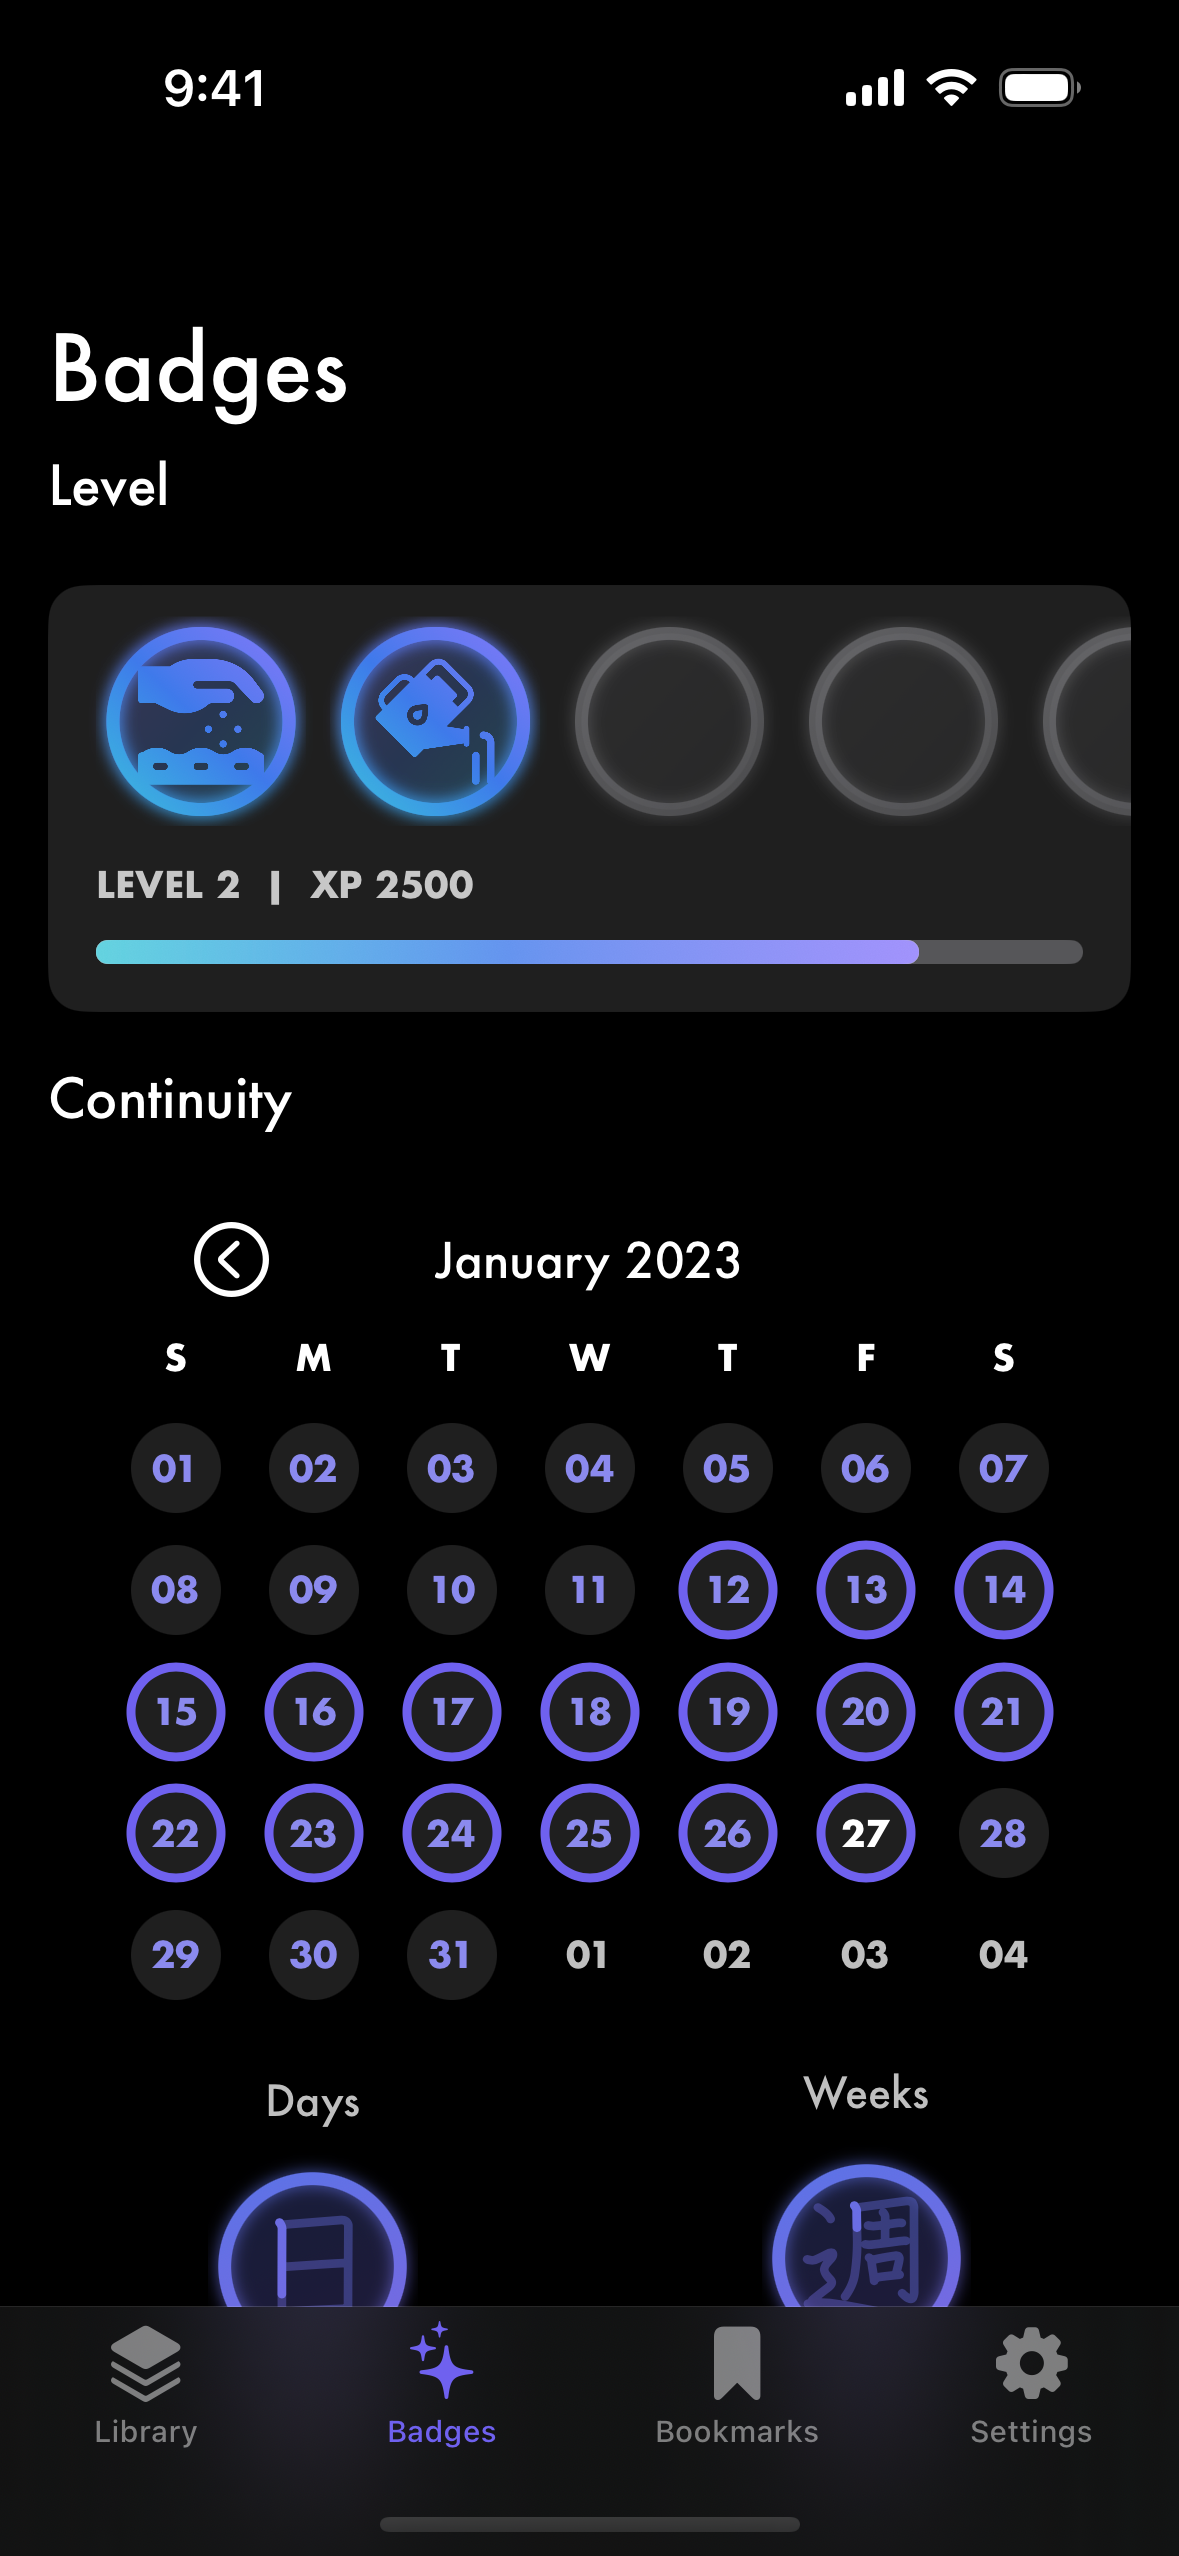 9:41
Badges
Level
LEVEL 2 | XP 2500
Continuity
January 2023
S M T W T F S
01 02 03 04 05 06 07
08 09 10 11 12 13 14
15 16 17 18 19 20 21
22 23 24 25 26 27 28
29 30 31 01 02 03 04
Days Weeks
日 週
Library Badges Bookmarks Settings